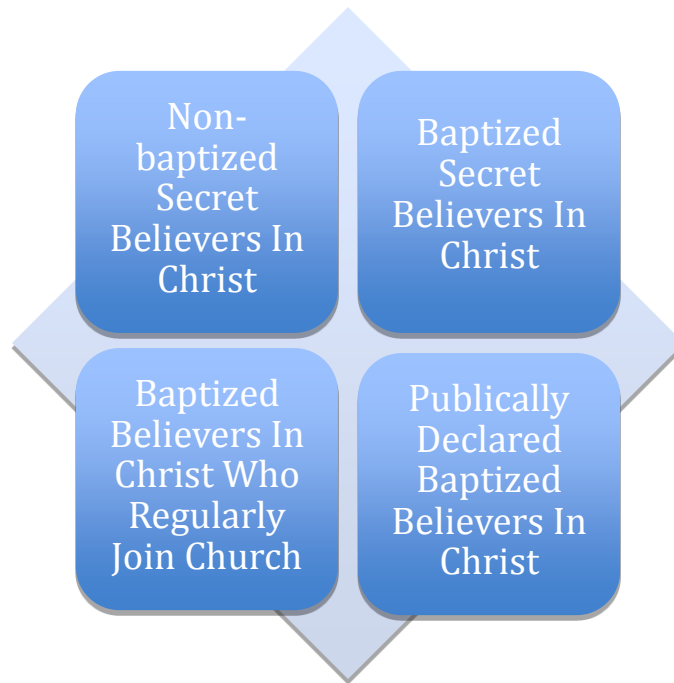 Non-
baptized
Secret
Believers In
Christ
Baptized
Secret
Believers In
Christ
Baptized
Believers In
Christ Who
Regularly
Join Church
Publically
Declared
Baptized
Believers In
Christ